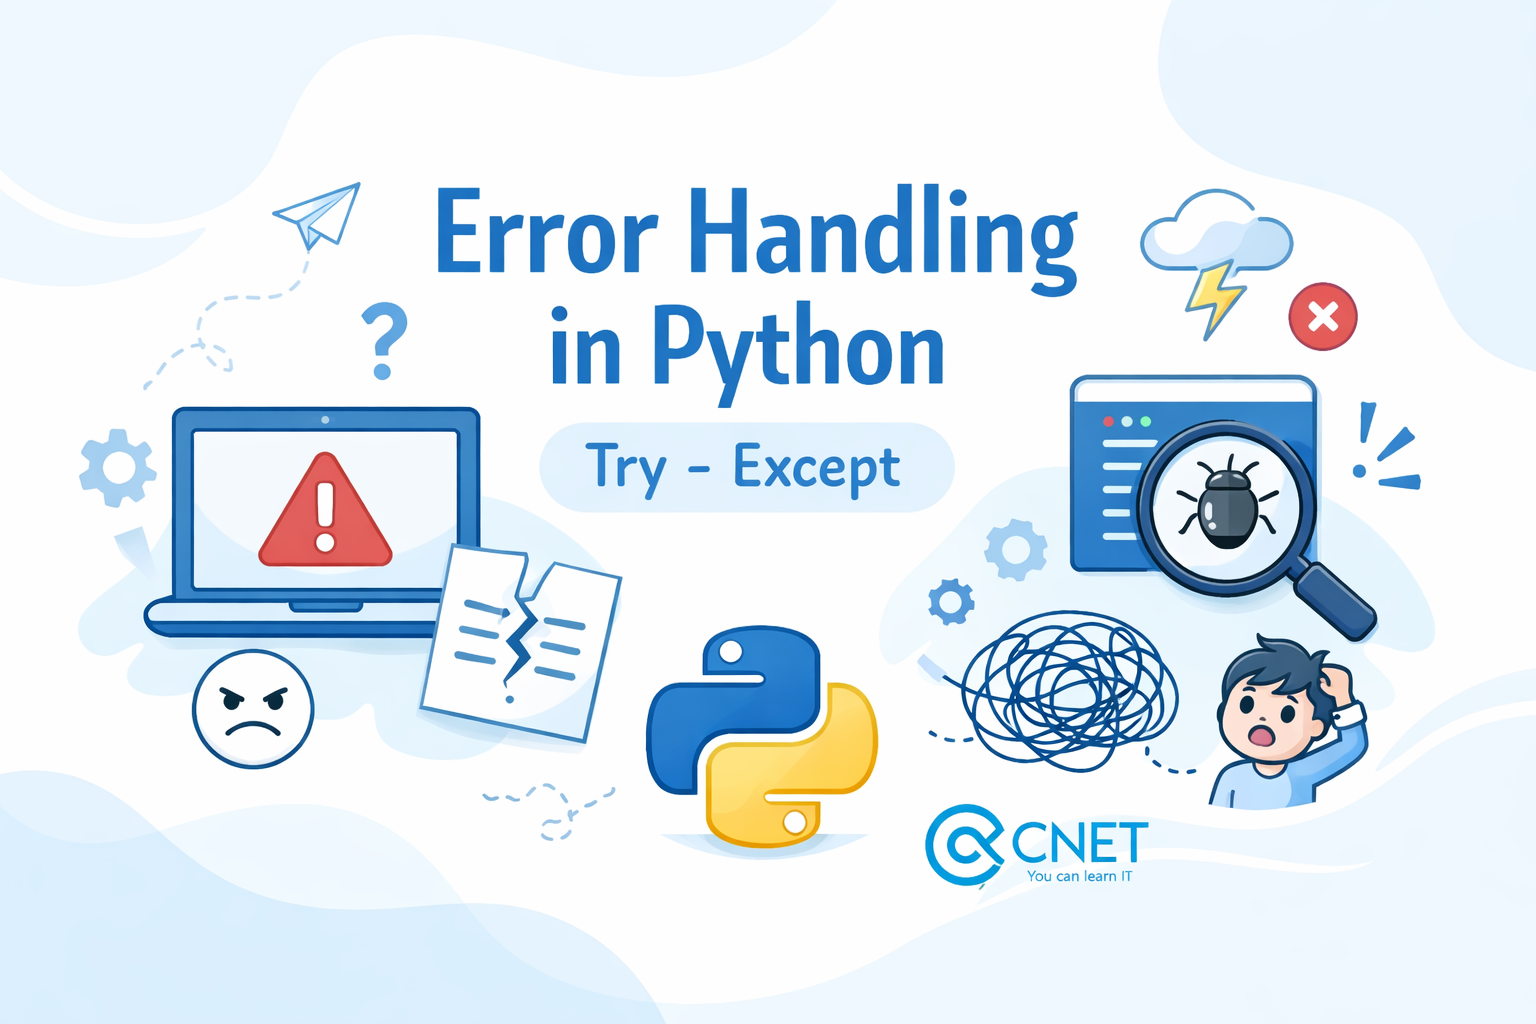 Error Handling
in Python
Try - Except
CNET
You can learn IT